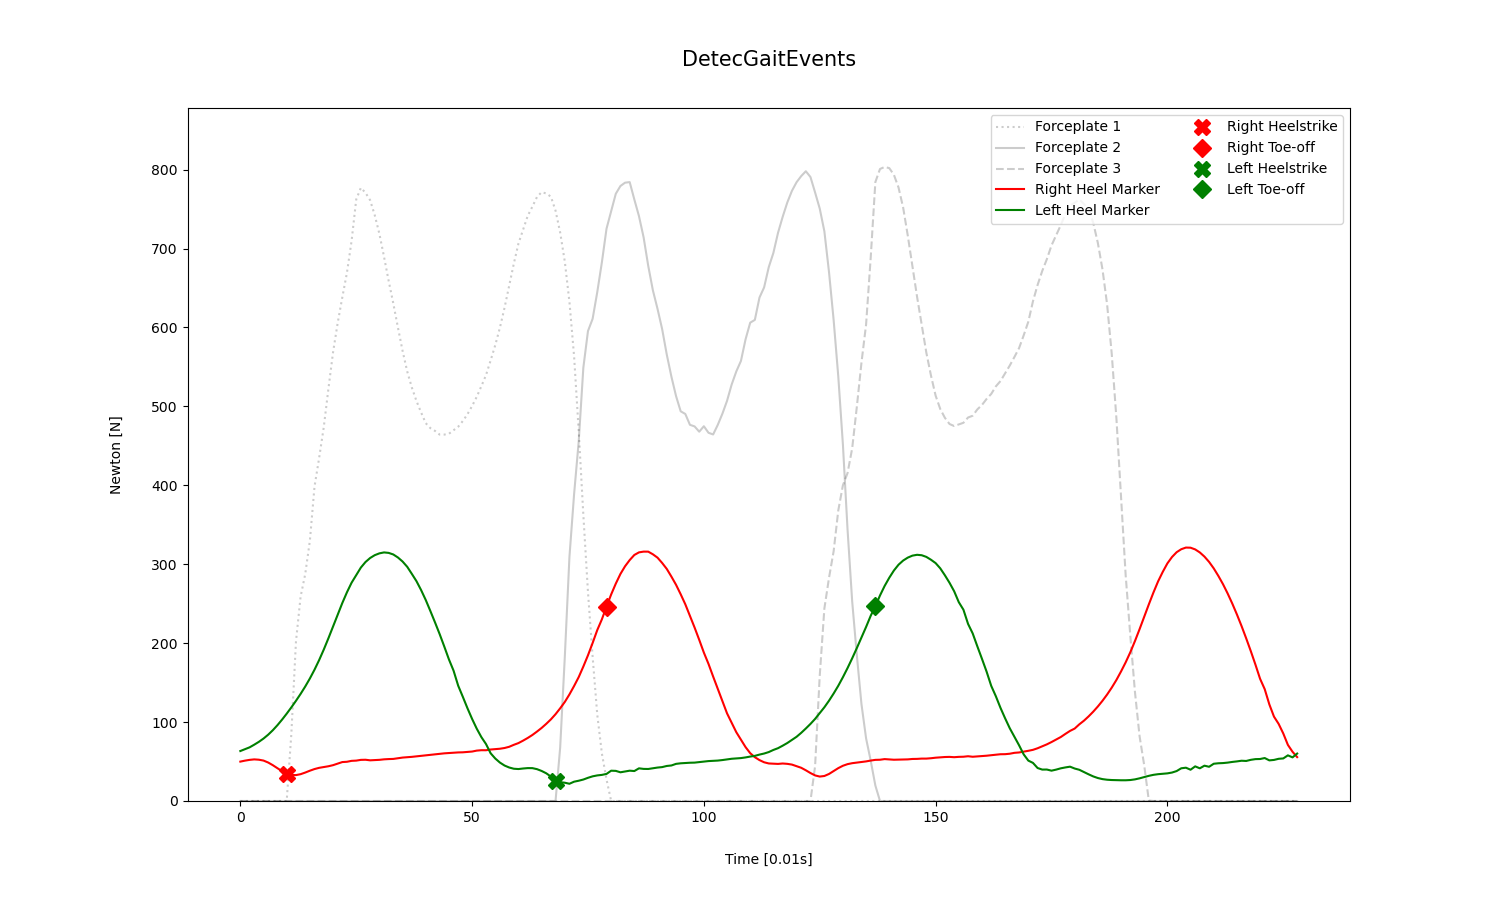 DetecGaitEvents
Forceplate 1
Forceplate 2
Forceplate 3
Right Heel Marker
Left Heel Marker
Right Heelstrike
Right Toe-off
Left Heelstrike
Left Toe-off
Newton [N]
800
700
600
500
400
300
200
100
0
0 50 100 150 200
Time [0.01s]